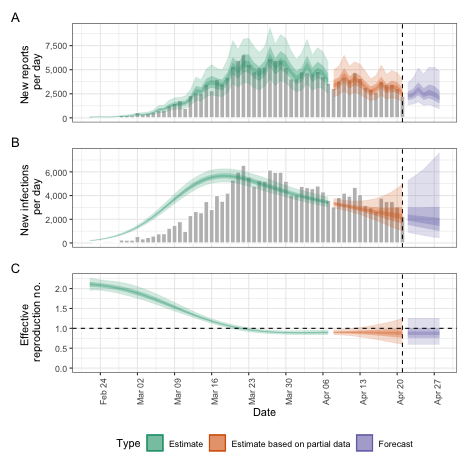 A
New reports
per day
7,500
5,000
2,500
0
B
New infections
per day
6,000
4,000
2,000
0
C
Effective
reproduction no.
2.0
1.5
1.0
0.5
0.0
Feb 24
Mar 02
Mar 09
Mar 16
Mar 23
Mar 30
Apr 06
Apr 13
Apr 20
Apr 27
Date
Type Estimate Estimate based on partial data Forecast